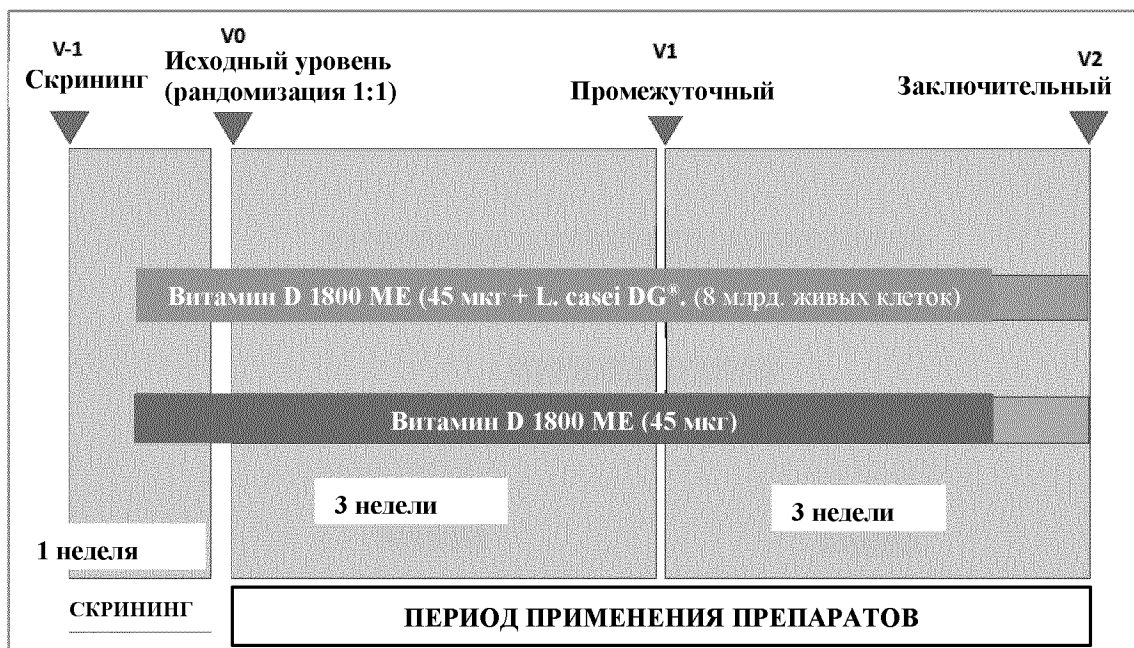 V-1
Скрининг
V0
Исходный уровень
(рандомизация 1:1)
V1
Промежуточный
V2
Заключительный
Витамин D 1800 МЕ (45 мкг + L. casei DG®. (8 млрд. живых клеток)
Витамин D 1800 МЕ (45 мкг)
3 недели
3 недели
1 неделя
СКРИНИНГ
ПЕРИОД ПРИМЕНЕНИЯ ПРЕПАРАТОВ